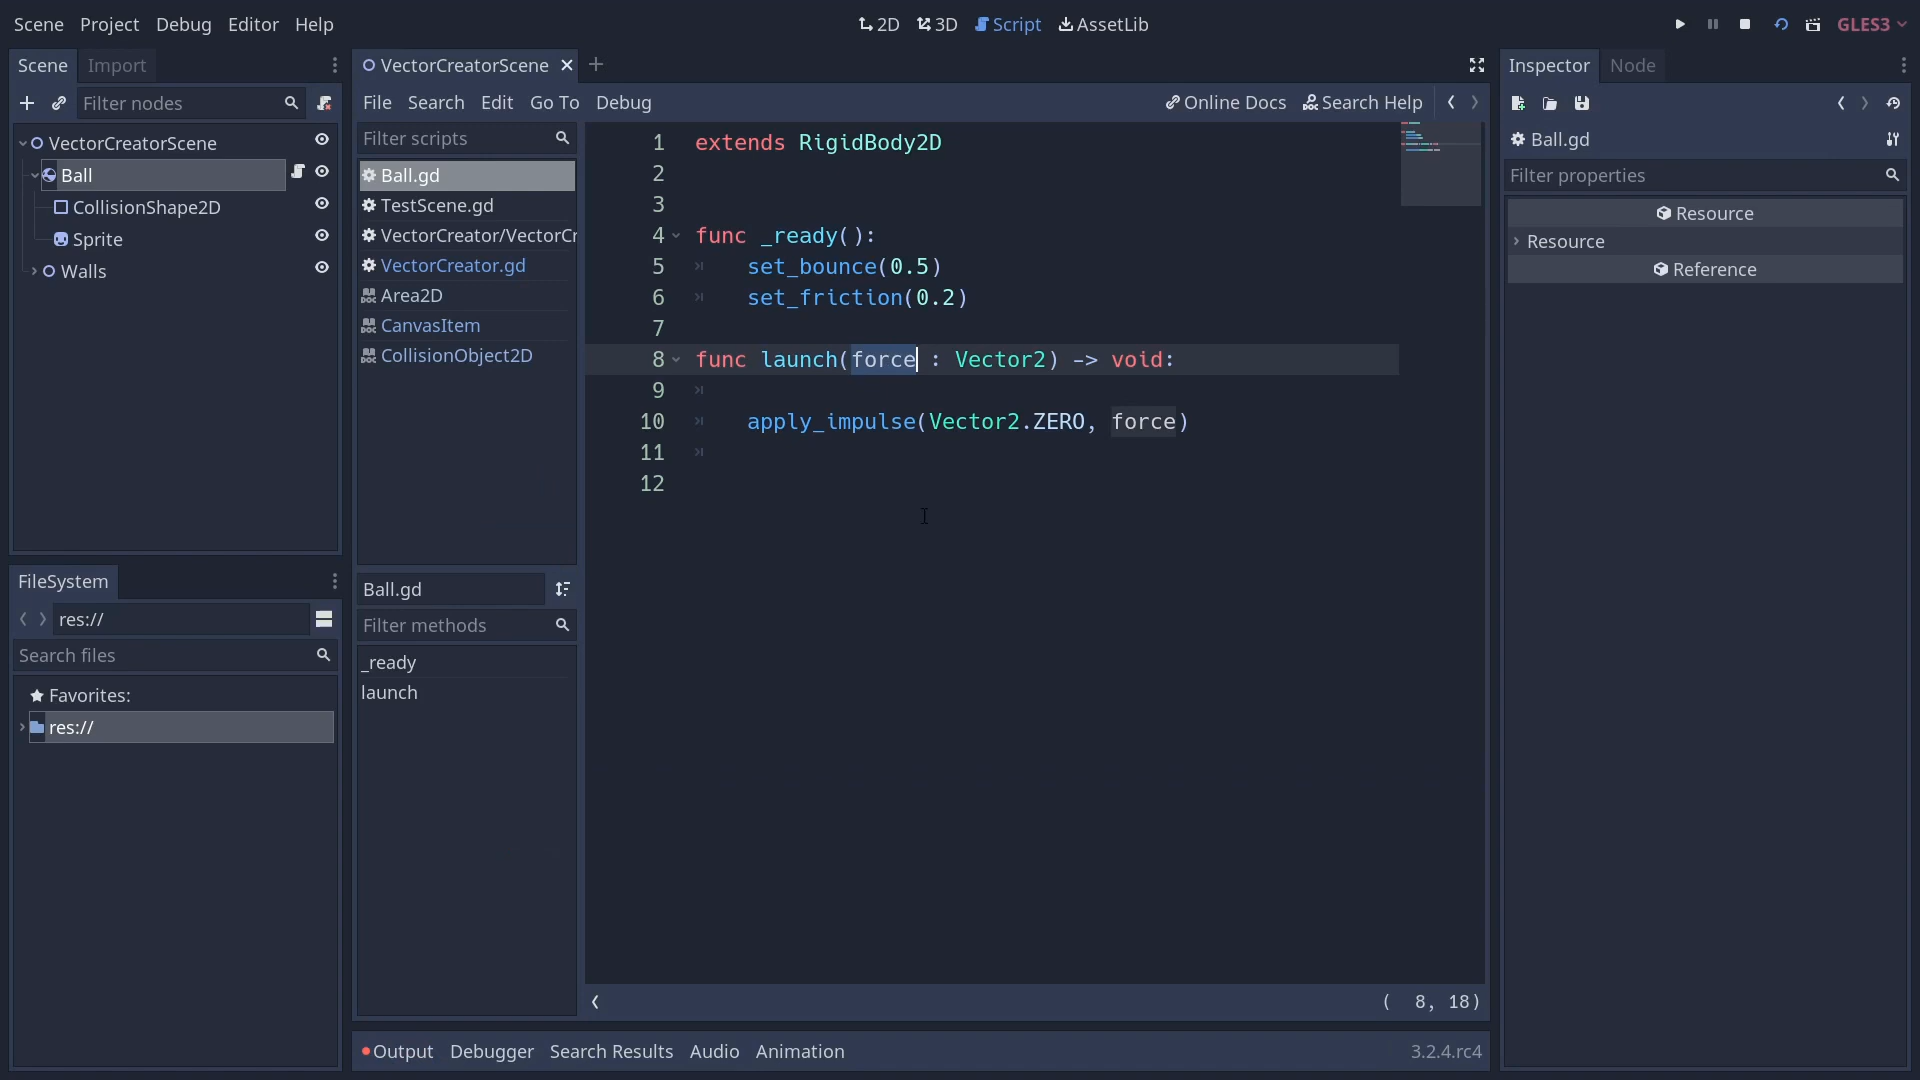 Scene Project Debug Editor Help
2D 3D Script AssetLib
GLES3
Scene Import
Filter nodes
VectorCreatorScene
Ball
CollisionShape2D
Sprite
Walls
FileSystem
res://
Search files
Favorites:
res://
VectorCreatorScene
File Search Edit Go To Debug
Online Docs Search Help
Filter scripts
Ball.gd
TestScene.gd
VectorCreator/VectorCr
VectorCreator.gd
Area2D
CanvasItem
CollisionObject2D
Ball.gd
Filter methods
_ready
launch
1 extends RigidBody2D
2
3
4 func _ready():
5 set_bounce(0.5)
6 set_friction(0.2)
7
8 func launch(force : Vector2) -> void:
9
10 apply_impulse(Vector2.ZERO, force)
11
12
( 8, 18)
Output Debugger Search Results Audio Animation
3.2.4.rc4
Inspector Node
Ball.gd
Filter properties
Resource
Resource
Reference